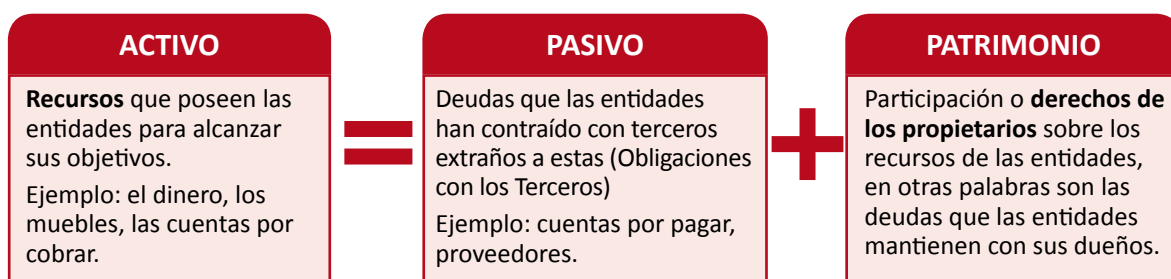 ACTIVO
Recursos que poseen las
entidades para alcanzar
sus objetivos.
Ejemplo: el dinero, los
muebles, las cuentas por
cobrar.
=
PASIVO
Deudas que las entidades
han contraído con terceros
extraños a estas (Obligaciones
con los Terceros)
Ejemplo: cuentas por pagar,
proveedores.
+
PATRIMONIO
Participación o derechos de
los propietarios sobre los
recursos de las entidades,
en otras palabras son las
deudas que las entidades
mantienen con sus dueños.